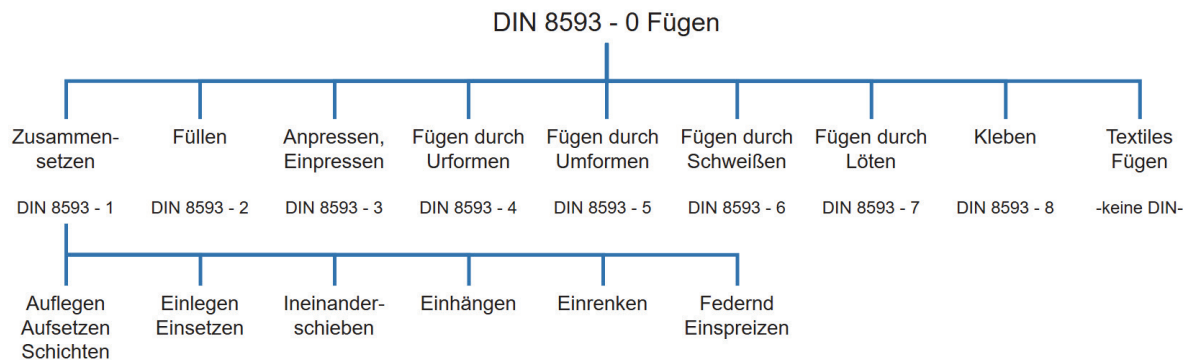 DIN 8593 - 0 Fügen
Zusammen-
setzen
Füllen
Anpressen,
Einpressen
Fügen durch
Urformen
Fügen durch
Umformen
Fügen durch
Schweißen
Fügen durch
Löten
Kleben
Textiles
Fügen
DIN 8593 - 1
DIN 8593 - 2
DIN 8593 - 3
DIN 8593 - 4
DIN 8593 - 5
DIN 8593 - 6
DIN 8593 - 7
DIN 8593 - 8
-keine DIN-
Auflegen
Aufsetzen
Schichten
Einlegen
Einsetzen
Ineinander-
schieben
Einhängen
Einrenken
Federnd
Einspreizen